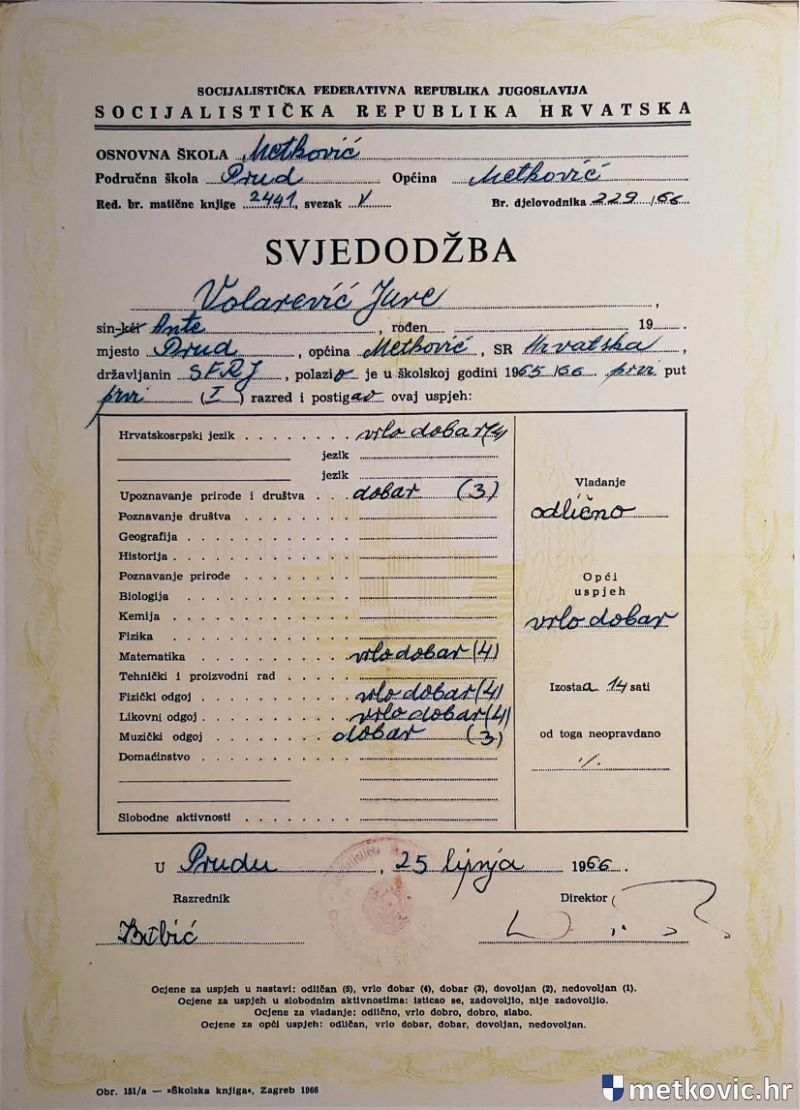 SOCIJALISTIČKA FEDERATIVNA REPUBLIKA JUGOSLAVIJA
SOCIJALISTIČKA REPUBLIKA HRVATSKA
OSNOVNA ŠKOLA Metković
Područna škola Prud Općina Metković
Red. br. matične knjige 2441, svezak V Br. djelovodnika 229/66
SVJEDODŽBA
Volarević Jure,
sin-kći Ante, rođen 19
mjesto Prud, općina Metković, SR Hrvatska,
državljanin SFRJ, polazio je u školskoj godini 1965/66. prvi put
prvi (I) razred i postigao ovaj uspjeh:
Hrvatskosrpski jezik vrlo dobar (4)
jezik
jezik
Upoznavanje prirode i društva dobar (3)
Poznavanje društva
Geografija
Historija
Poznavanje prirode
Biologija
Kemija
Fizika
Matematika vrlo dobar (4)
Tehnički i proizvodni rad
Fizički odgoj vrlo dobar (4)
Likovni odgoj vrlo dobar (4)
Muzički odgoj dobar (3)
Domaćinstvo
Slobodne aktivnosti
Vladanje
odlično
Opći
uspjeh
vrlo dobar
Izostao 14 sati
od toga neopravdano
U Prudu, 25 lipnja 1966.
Razrednik Direktor
Ocjene za uspjeh u nastavi: odličan (5), vrlo dobar (4), dobar (3), dovoljan (2), nedovoljan (1).
Ocjene za uspjeh u slobodnim aktivnostima: isticao se, zadovoljio, nije zadovoljio.
Ocjene za vladanje: odlično, vrlo dobro, dobro, slabo.
Ocjene za opći uspjeh: odličan, vrlo dobar, dobar, dovoljan, nedovoljan.
Obr. 151/a — »Školska knjiga«, Zagreb 1966
metkovic.hr